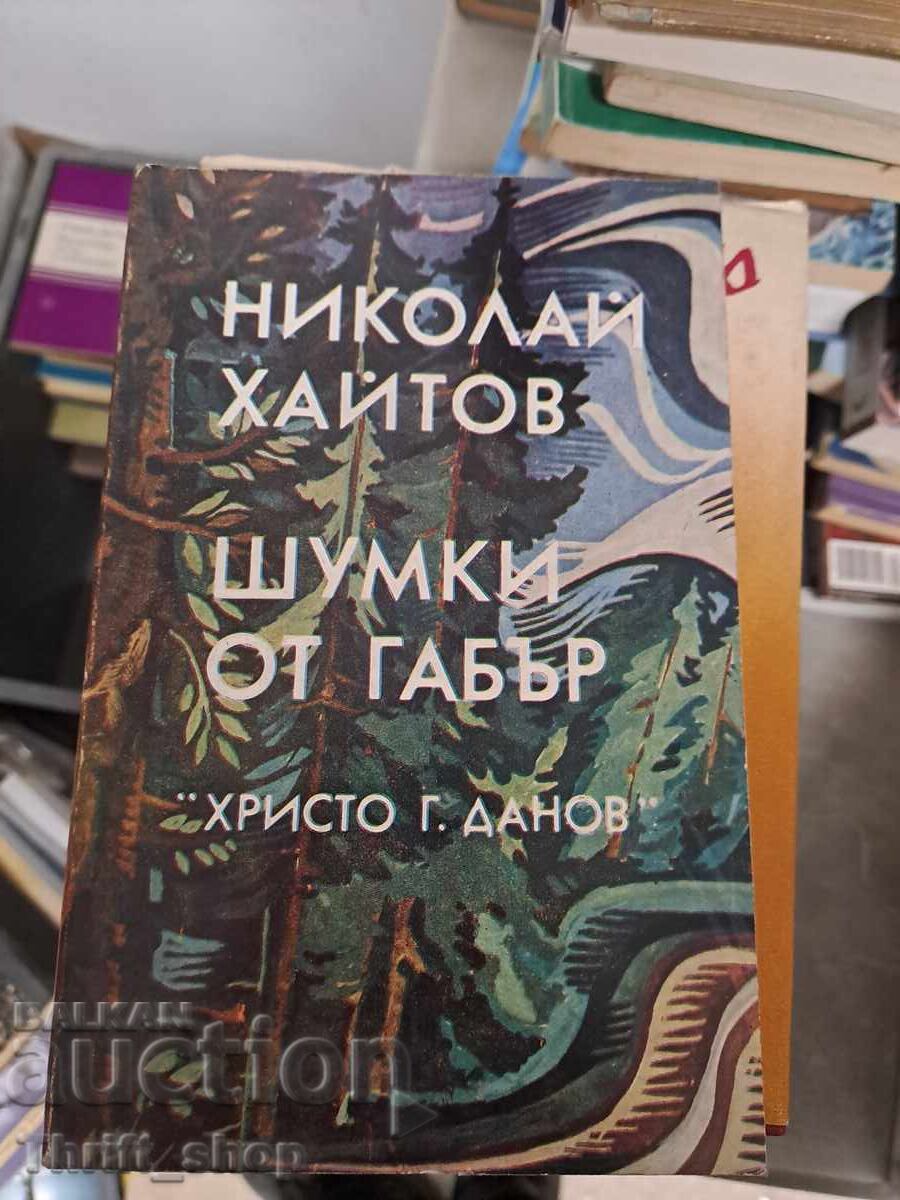 НИКОЛАЙ
ХАЙТОВ
ШУМКИ
ОТ ГАБЪР
"ХРИСТО Г. ДАНОВ"
BALKAN
auction
Thrift_shop